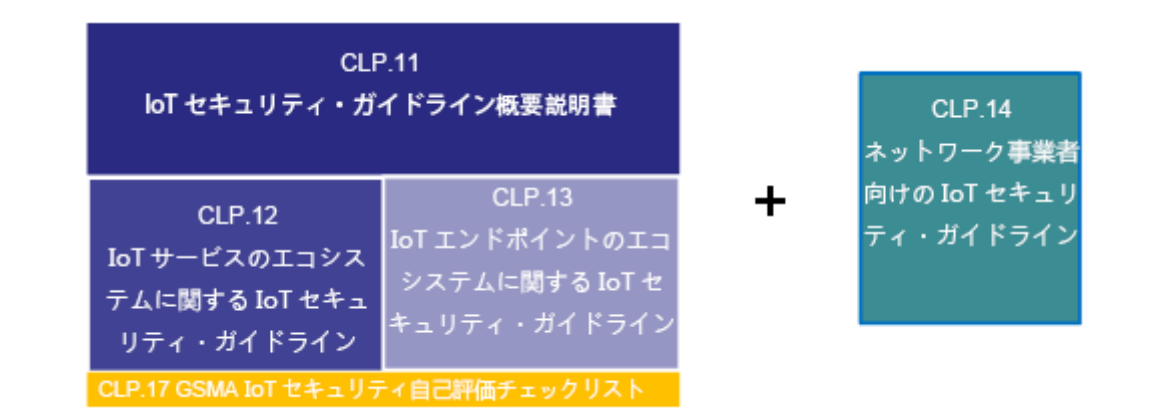 CLP.11
IoT セキュリティ・ガイドライン概要説明書
CLP.12
IoT サービスのエコシス
テムに関する IoT セキュ
リティ・ガイドライン
CLP.13
IoT エンドポイントのエコ
システムに関する IoT セ
キュリティ・ガイドライン
CLP.17 GSMA IoT セキュリティ自己評価チェックリスト
+
CLP.14
ネットワーク事業者
向けの IoT セキュリ
ティ・ガイドライン